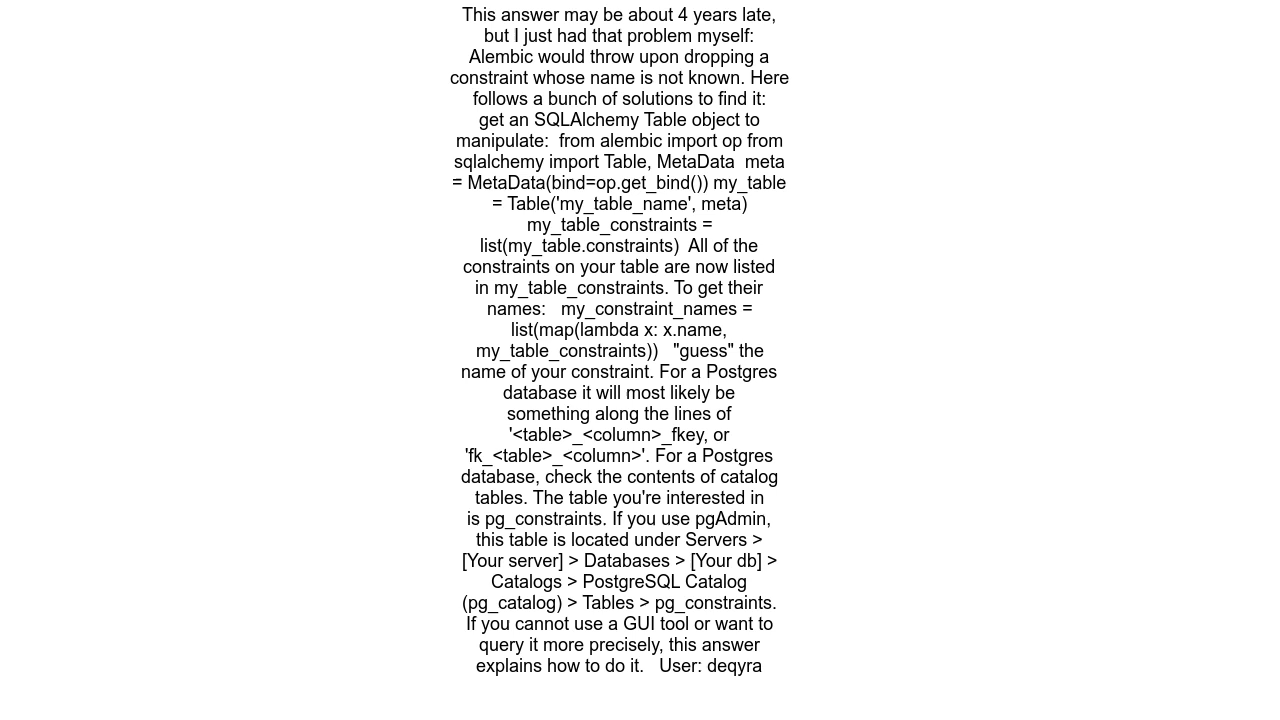 This answer may be about 4 years late,
but I just had that problem myself:
Alembic would throw upon dropping a
constraint whose name is not known. Here
follows a bunch of solutions to find it:
get an SQLAlchemy Table object to
manipulate:  from alembic import op from
sqlalchemy import Table, MetaData  meta
= MetaData(bind=op.get_bind()) my_table
= Table('my_table_name', meta)
my_table_constraints =
list(my_table.constraints)  All of the
constraints on your table are now listed
in my_table_constraints. To get their
names:   my_constraint_names =
list(map(lambda x: x.name,
my_table_constraints))   "guess" the
name of your constraint. For a Postgres
database it will most likely be
something along the lines of
'<table>_<column>_fkey, or
'fk_<table>_<column>'. For a Postgres
database, check the contents of catalog
tables. The table you're interested in
is pg_constraints. If you use pgAdmin,
this table is located under Servers >
[Your server] > Databases > [Your db] >
Catalogs > PostgreSQL Catalog
(pg_catalog) > Tables > pg_constraints.
If you cannot use a GUI tool or want to
query it more precisely, this answer
explains how to do it.   User: deqyra